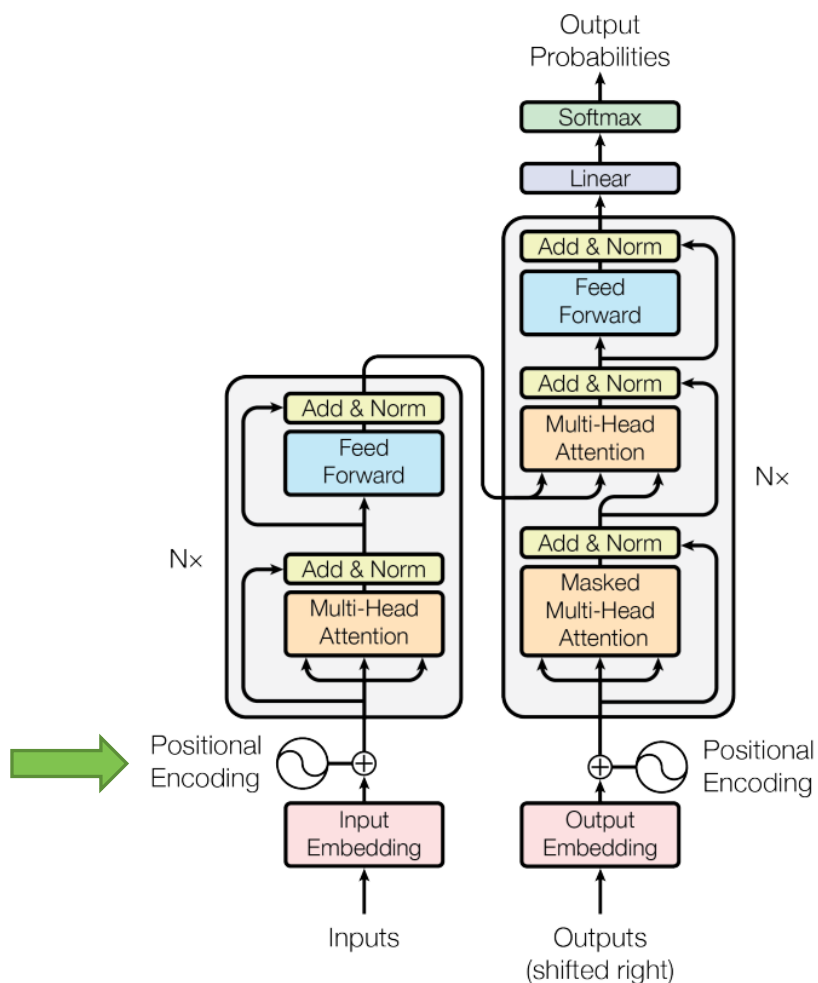 Output
Probabilities
Softmax
Linear
Add & Norm
Feed
Forward
Add & Norm
Multi-Head
Attention
Add & Norm
Feed
Forward
N×
N×
Add & Norm
Masked
Multi-Head
Attention
Add & Norm
Multi-Head
Attention
Positional
Encoding
Positional
Encoding
Input
Embedding
Output
Embedding
Inputs
Outputs
(shifted right)